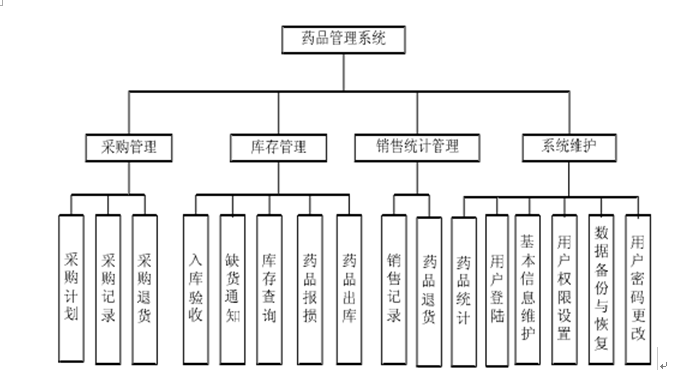 药品管理系统
采购管理
库存管理
销售统计管理
系统维护
采购计划
采购记录
采购退货
入库验收
缺货通知
库存查询
药品报损
药品出库
销售记录
药品退货
药品统计
用户登陆
基本信息维护
用户权限设置
数据备份与恢复
用户密码更改